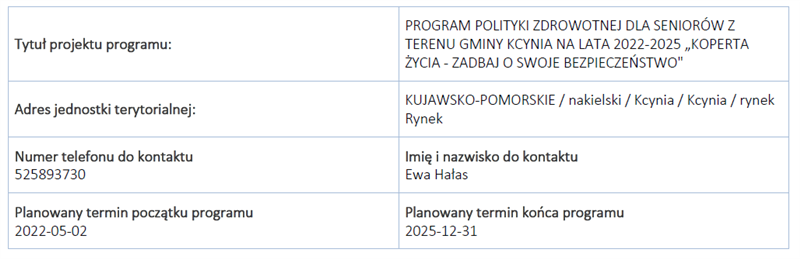 Tytuł projektu programu:
PROGRAM POLITYKI ZDROWOTNEJ DLA SENIORÓW Z
TERENU GMINY KCYNIA NA LATA 2022-2025 „KOPERTA
ŻYCIA - ZADBAJ O SWOJE BEZPIECZEŃSTWO"
Adres jednostki terytorialnej:
KUJAWSKO-POMORSKIE / nakielski / Kcynia / Kcynia / rynek
Rynek
Numer telefonu do kontaktu
525893730
Imię i nazwisko do kontaktu
Ewa Hałas
Planowany termin początku programu
2022-05-02
Planowany termin końca programu
2025-12-31